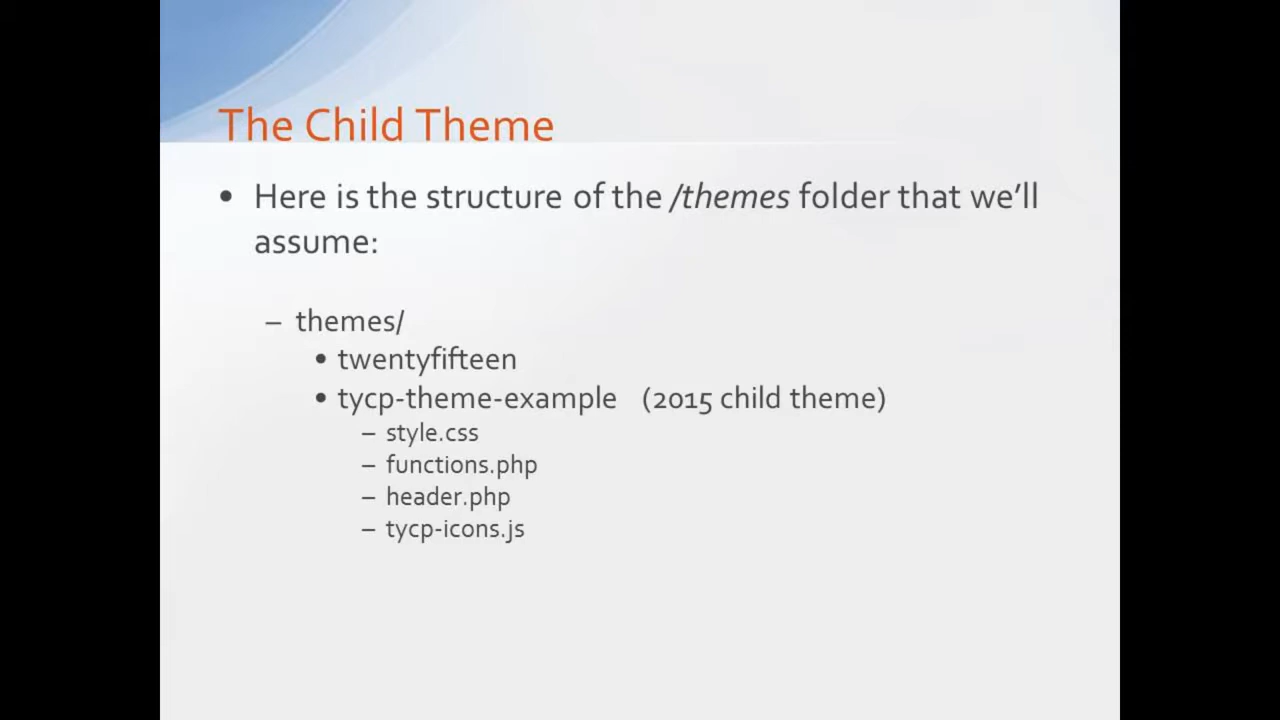 The Child Theme
• Here is the structure of the /themes folder that we’ll
assume:
– themes/
• twentyfifteen
• tycp-theme-example (2015 child theme)
– style.css
– functions.php
– header.php
– tycp-icons.js